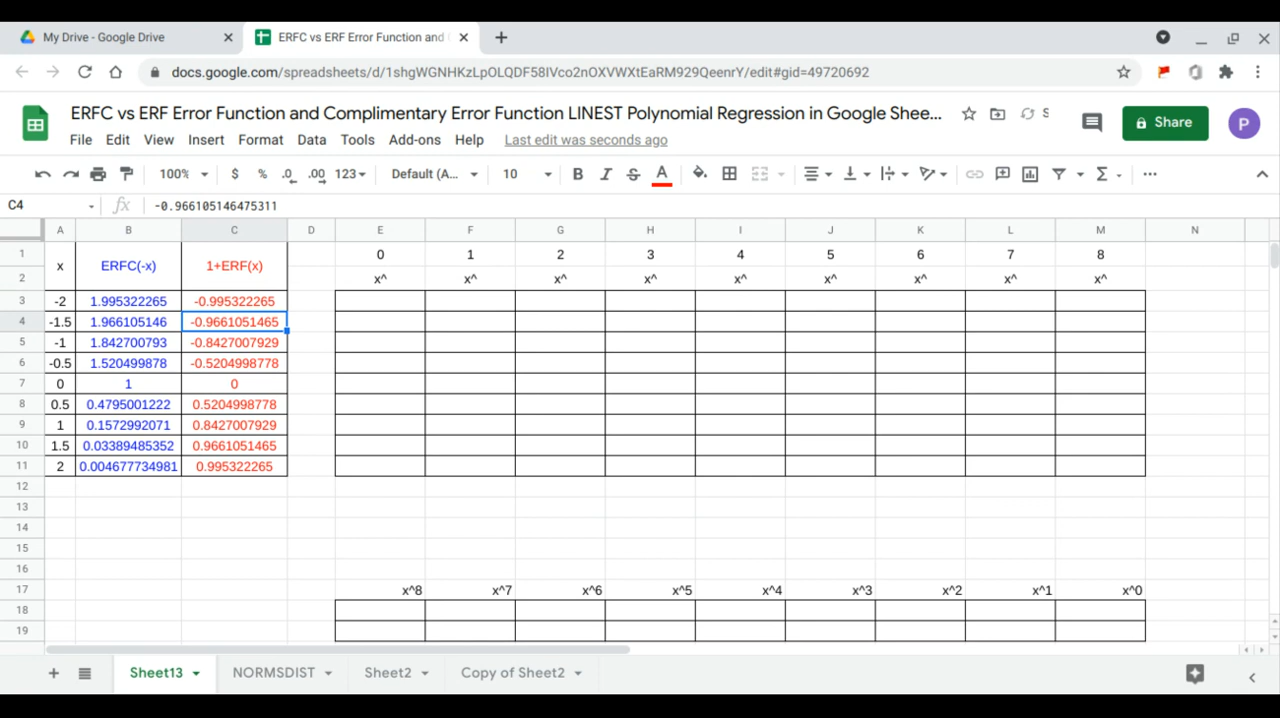 My Drive - Google Drive
ERFC vs ERF Error Function and
docs.google.com/spreadsheets/d/1shgWGNHKzLpOLQDF58IVco2nOXVWXtEaRM929QeenrY/edit#gid=49720692
ERFC vs ERF Error Function and Complimentary Error Function LINEST Polynomial Regression in Google Shee... S
Share P
File Edit View Insert Format Data Tools Add-ons Help Last edit was seconds ago
100% $ % .0 .00 123 Default (A... 10 B I S A Σ
C4 fx -0.966105146475311
A B C D E F G H I J K L M N
1 x ERFC(-x) 1+ERF(x) 0 1 2 3 4 5 6 7 8
2 x^ x^ x^ x^ x^ x^ x^ x^ x^
3 -2 1.995322265 -0.995322265
4 -1.5 1.966105146 -0.9661051465
5 -1 1.842700793 -0.8427007929
6 -0.5 1.520499878 -0.5204998778
7 0 1 0
8 0.5 0.4795001222 0.5204998778
9 1 0.1572992071 0.8427007929
10 1.5 0.03389485352 0.9661051465
11 2 0.004677734981 0.995322265
12
13
14
15
16
17 x^8 x^7 x^6 x^5 x^4 x^3 x^2 x^1 x^0
18
19
Sheet13 NORMSDIST Sheet2 Copy of Sheet2